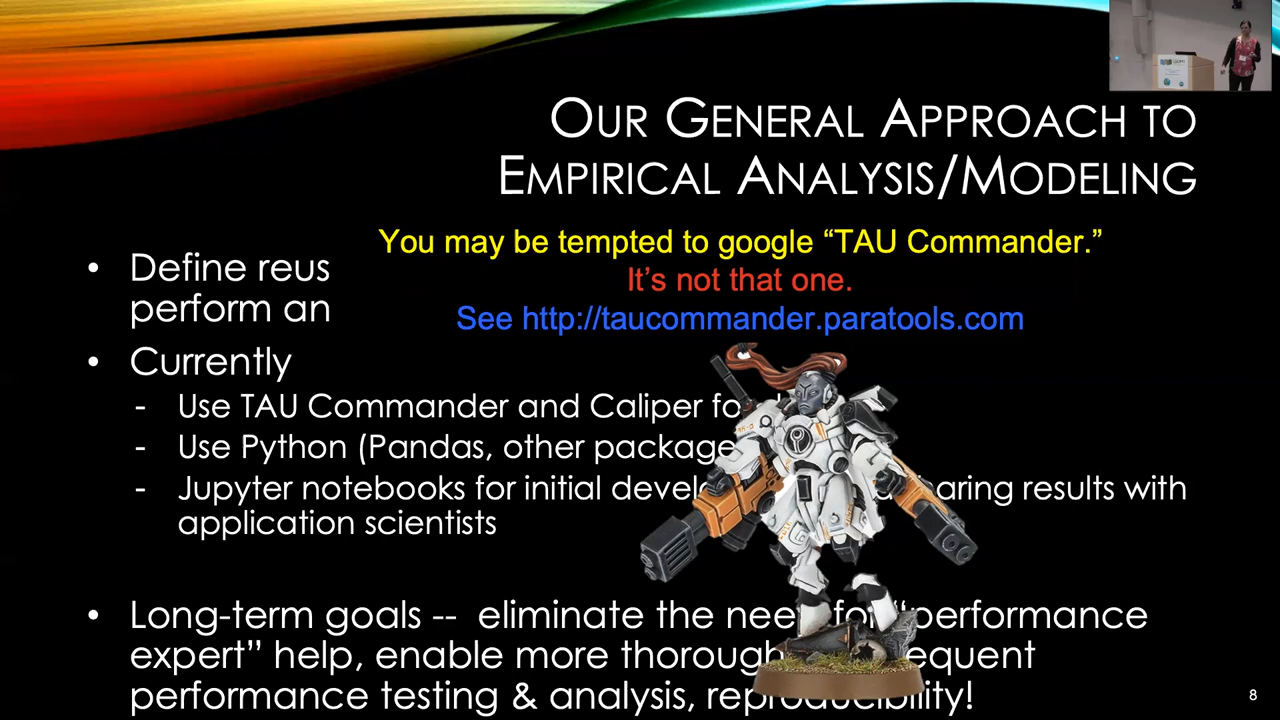 OUR GENERAL APPROACH TO
EMPIRICAL ANALYSIS/MODELING
You may be tempted to google “TAU Commander.”
It’s not that one.
See http://taucommander.paratools.com
• Define reus
perform an
• Currently
- Use TAU Commander and Caliper fo
- Use Python (Pandas, other package
- Jupyter notebooks for initial devel aring results with
application scientists
• Long-term goals -- eliminate the need for “performance
expert” help, enable more thorough equent
performance testing & analysis, reproducibility!
8